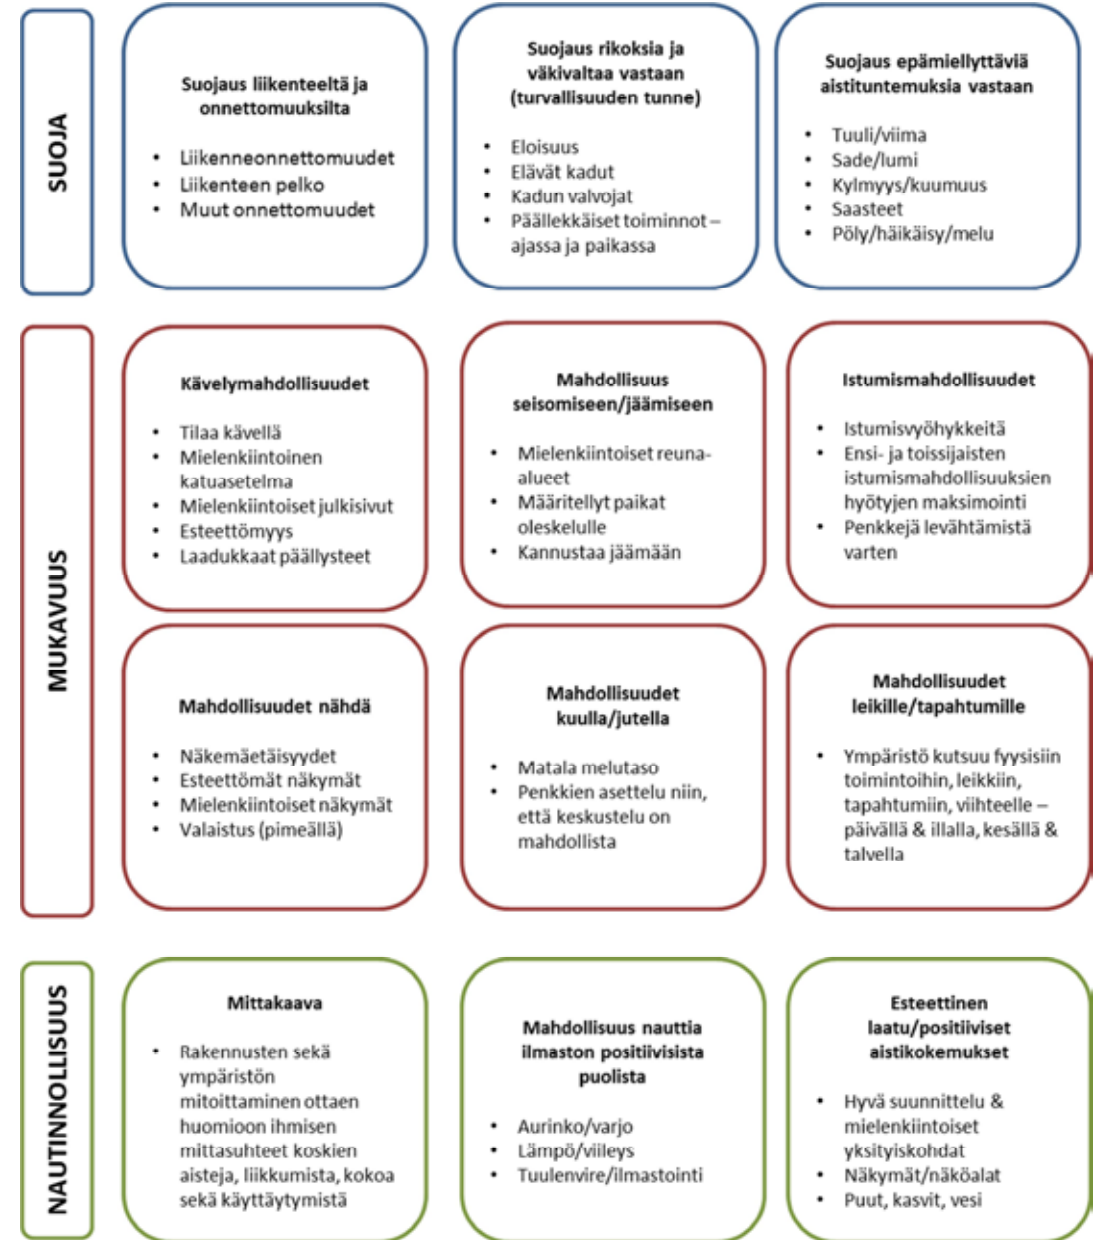 SUOJA
Suojaus liikenteeltä ja
onnettomuuksilta
• Liikenneonnettomuudet
• Liikenteen pelko
• Muut onnettomuudet
Suojaus rikoksia ja
väkivaltaa vastaan
(turvallisuuden tunne)
• Eloisuus
• Elävät kadut
• Kadun valvojat
• Päällekkäiset toiminnot –
ajassa ja paikassa
Suojaus epämiellyttäviä
aistituntemuksia vastaan
• Tuuli/viima
• Sade/lumi
• Kylmyys/kuumuus
• Saasteet
• Pöly/häikäisy/melu
MUKAVUUS
Kävelymahdollisuudet
• Tilaa kävellä
• Mielenkiintoinen
katuasetelma
• Mielenkiintoiset julkisivut
• Esteettömyys
• Laadukkaat päällysteet
Mahdollisuus
seisomiseen/jäämiseen
• Mielenkiintoiset reuna-
alueet
• Määritellyt paikat
oleskelulle
• Kannustaa jäämään
Istumismahdollisuudet
• Istumisvyöhykkeitä
• Ensi- ja toissijaisten
istumismahdollisuuksien
hyötyjen maksimointi
• Penkkejä levähtämistä
varten
Mahdollisuudet nähdä
• Näkemäetäisyydet
• Esteettömät näkymät
• Mielenkiintoiset näkymät
• Valaistus (pimeällä)
Mahdollisuudet
kuulla/jutella
• Matala melutaso
• Penkkien asettelu niin,
että keskustelu on
mahdollista
Mahdollisuudet
leikille/tapahtumille
• Ympäristö kutsuu fyysisiin
toimintoihin, leikkiin,
tapahtumiin, viihteelle –
päivällä & illalla, kesällä &
talvella
NAUTINNOLLISUUS
Mittakaava
• Rakennusten sekä
ympäristön
mitoittaminen ottaen
huomioon ihmisen
mittasuhteet koskien
aisteja, liikkumista, kokoa
sekä käyttäytymistä
Mahdollisuus nauttia
ilmaston positiivisista
puolista
• Aurinko/varjo
• Lämpö/viileys
• Tuulenvire/ilmastointi
Esteettinen
laatu/positiiviset
aistikokemukset
• Hyvä suunnittelu &
mielenkiintoiset
yksityiskohdat
• Näkymät/näköalat
• Puut, kasvit, vesi